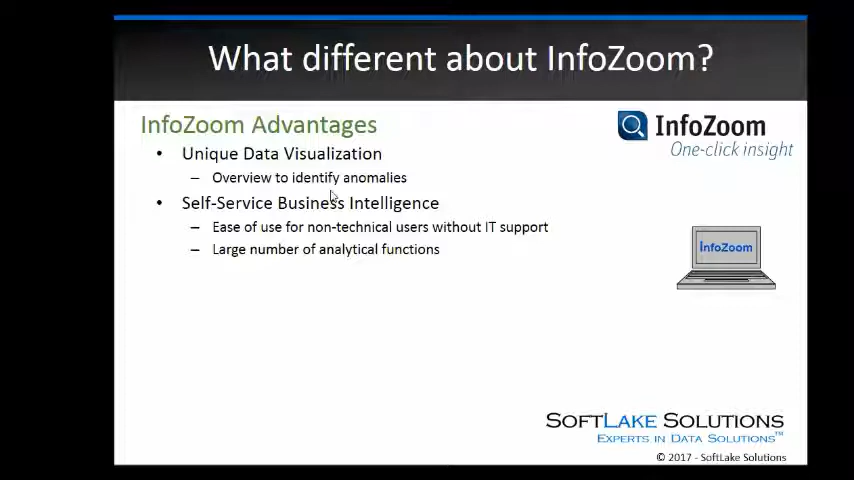 What different about InfoZoom?
InfoZoom Advantages
• Unique Data Visualization
– Overview to identify anomalies
• Self-Service Business Intelligence
– Ease of use for non-technical users without IT support
– Large number of analytical functions
InfoZoom
One-click insight
InfoZoom
SOFTLAKE SOLUTIONS
EXPERTS IN DATA SOLUTIONS™
© 2017 - SoftLake Solutions